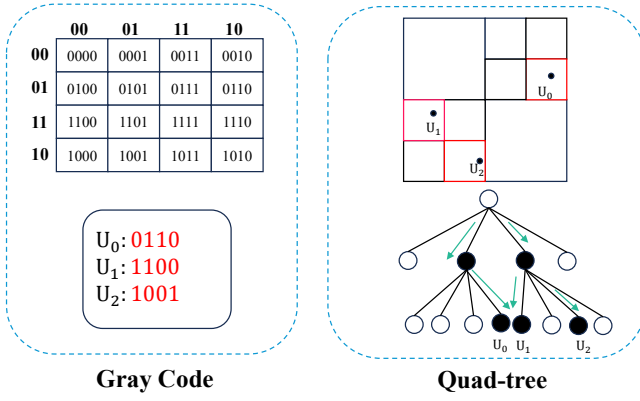 00 01 11 10
00 0000 0001 0011 0010
01 0100 0101 0111 0110
11 1100 1101 1111 1110
10 1000 1001 1011 1010
U₀: 0110
U₁: 1100
U₂: 1001
Gray Code
U₀
U₁
U₂
U₀ U₁ U₂
Quad-tree